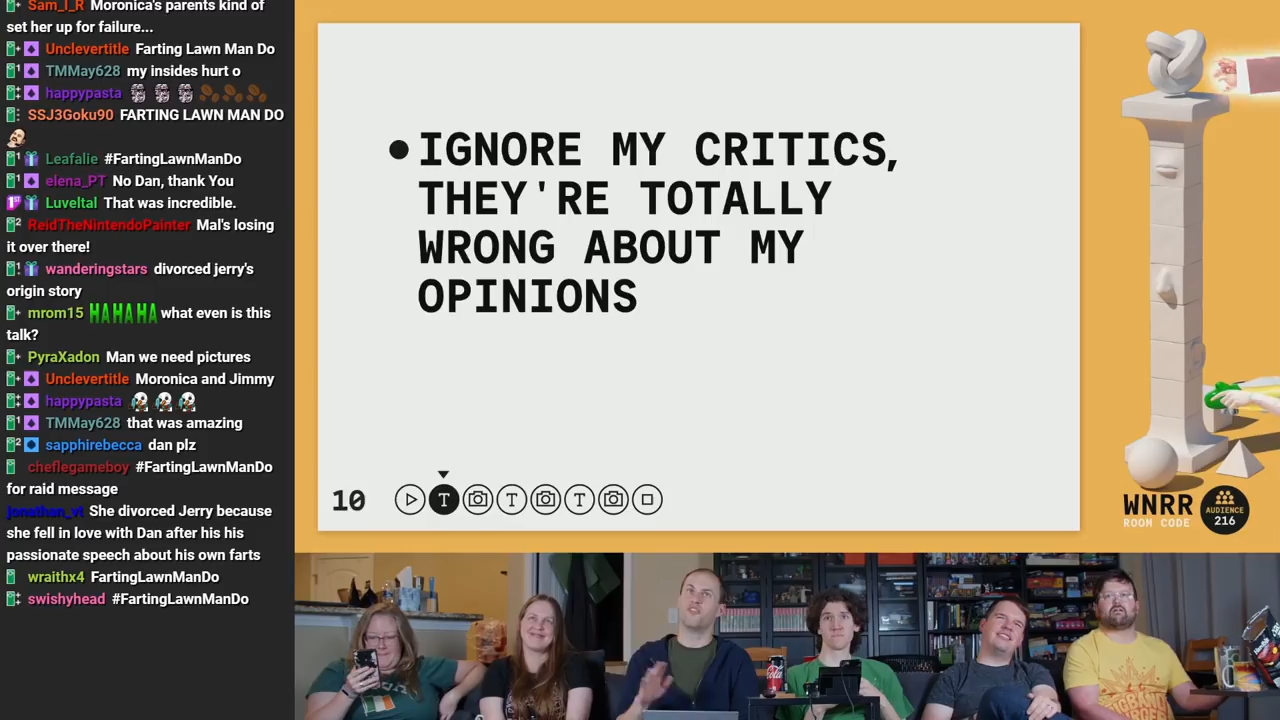 Sam_I_R Moronica's parents kind of
set her up for failure...
Unclevertitle Farting Lawn Man Do
TMMay628 my insides hurt o
happypasta
SSJ3Goku90 FARTING LAWN MAN DO
Leafalie #FartingLawnManDo
elena_PT No Dan, thank You
Luveltal That was incredible.
ReidTheNintendoPainter Mal's losing
it over there!
wanderingstars divorced jerry's
origin story
mrom15 HAHAHA what even is this
talk?
PyraXadon Man we need pictures
Unclevertitle Moronica and Jimmy
happypasta
TMMay628 that was amazing
sapphirebecca dan plz
cheflegameboy #FartingLawnManDo
for raid message
jonathan_vt She divorced Jerry because
she fell in love with Dan after his his
passionate speech about his own farts
wraithx4 FartingLawnManDo
swishyhead #FartingLawnManDo
• IGNORE MY CRITICS,
THEY'RE TOTALLY
WRONG ABOUT MY
OPINIONS
10
T T T
WNRR
ROOM CODE
AUDIENCE
216